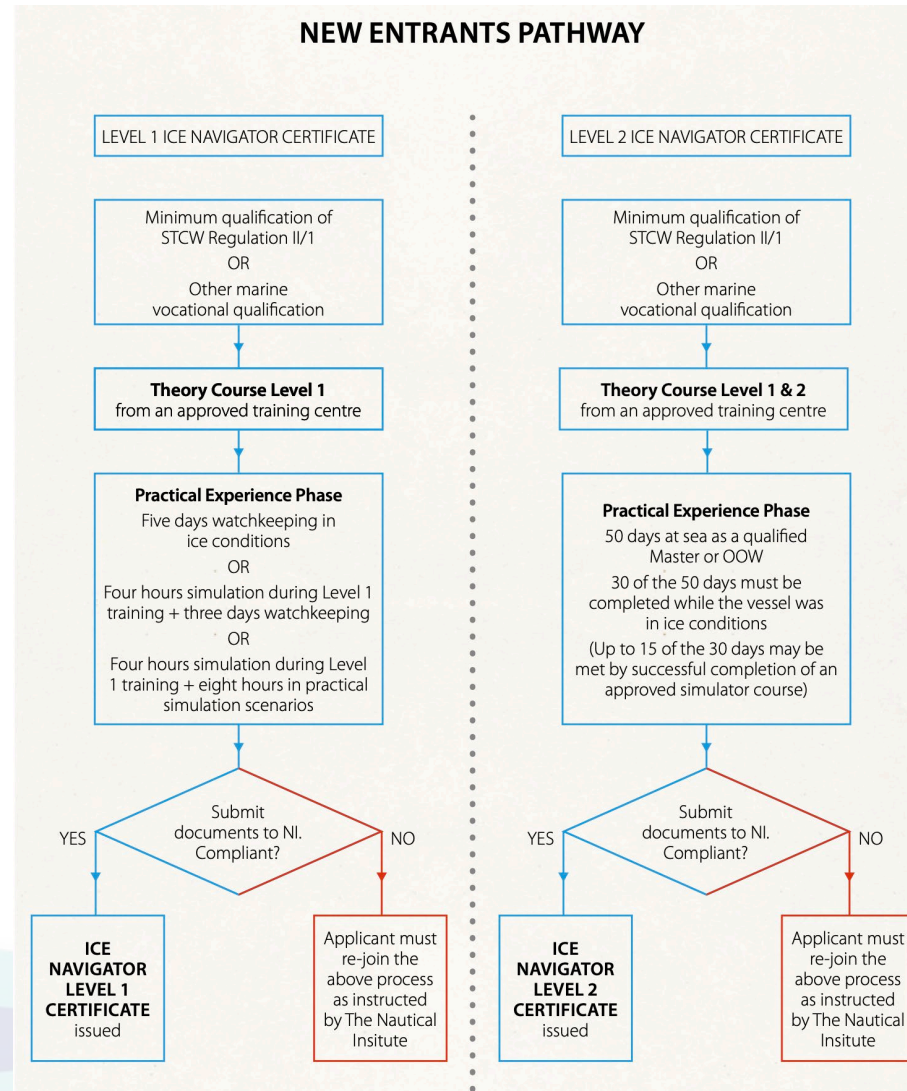 NEW ENTRANTS PATHWAY
LEVEL 1 ICE NAVIGATOR CERTIFICATE
Minimum qualification of
STCW Regulation II/1
OR
Other marine
vocational qualification
Theory Course Level 1
from an approved training centre
Practical Experience Phase
Five days watchkeeping in
ice conditions
OR
Four hours simulation during Level 1
training + three days watchkeeping
OR
Four hours simulation during Level
1 training + eight hours in practical
simulation scenarios
Submit
documents to NI.
Compliant?
YES
NO
ICE
NAVIGATOR
LEVEL 1
CERTIFICATE
issued
Applicant must
re-join the
above process
as instructed
by The Nautical
Insitute
LEVEL 2 ICE NAVIGATOR CERTIFICATE
Minimum qualification of
STCW Regulation II/1
OR
Other marine
vocational qualification
Theory Course Level 1 & 2
from an approved training centre
Practical Experience Phase
50 days at sea as a qualified
Master or OOW
30 of the 50 days must be
completed while the vessel was
in ice conditions
(Up to 15 of the 30 days may be
met by successful completion of an
approved simulator course)
Submit
documents to NI.
Compliant?
YES
NO
ICE
NAVIGATOR
LEVEL 2
CERTIFICATE
issued
Applicant must
re-join the
above process
as instructed
by The Nautical
Insitute